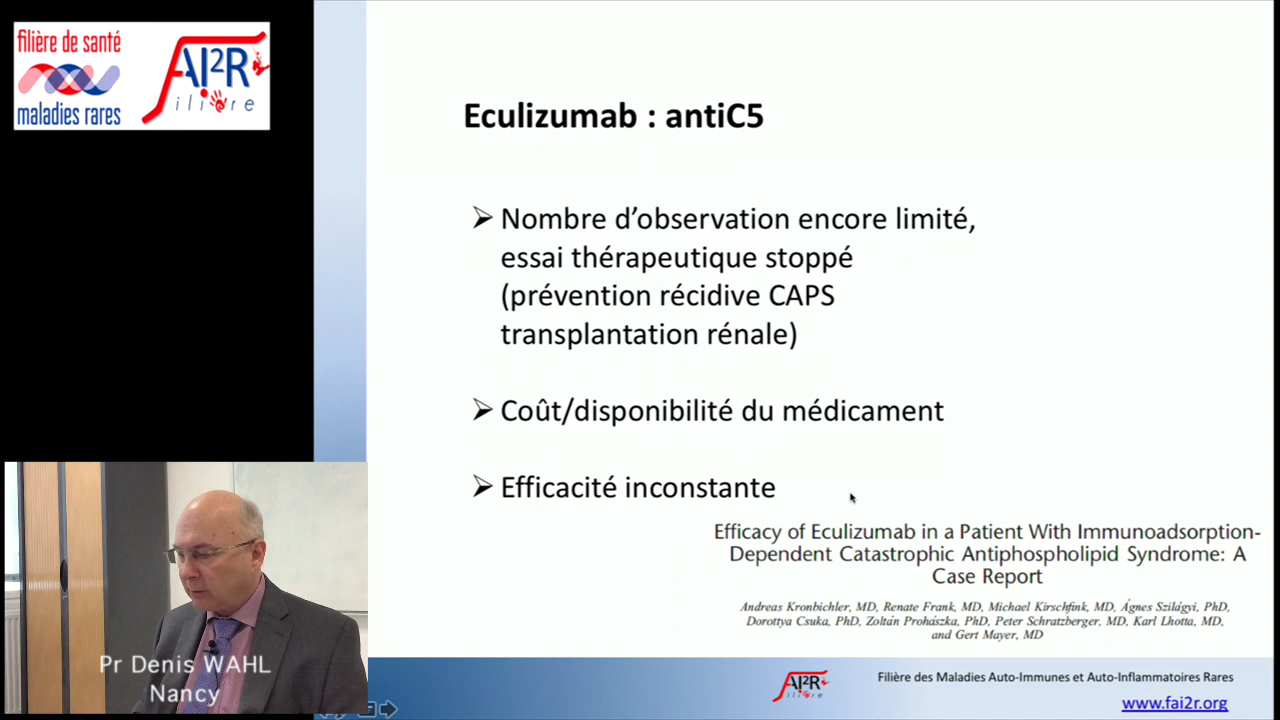 filière de santé
maladies rares
FAI2R
filière
Eculizumab : antiC5
Nombre d’observation encore limité,
essai thérapeutique stoppé
(prévention récidive CAPS
transplantation rénale)
Coût/disponibilité du médicament
Efficacité inconstante
Efficacy of Eculizumab in a Patient With Immunoadsorption-
Dependent Catastrophic Antiphospholipid Syndrome: A
Case Report
Andreas Kronbichler, MD, Renate Frank, MD, Michael Kirschfink, MD, Ágnes Szilágyi, PhD,
Dorottya Csuka, PhD, Zoltán Prohászka, PhD, Peter Schratzberger, MD, Karl Lhotta, MD,
and Gert Mayer, MD
Pr Denis WAHL
Nancy
FAI2R
filière
Filière des Maladies Auto-Immunes et Auto-Inflammatoires Rares
www.fai2r.org